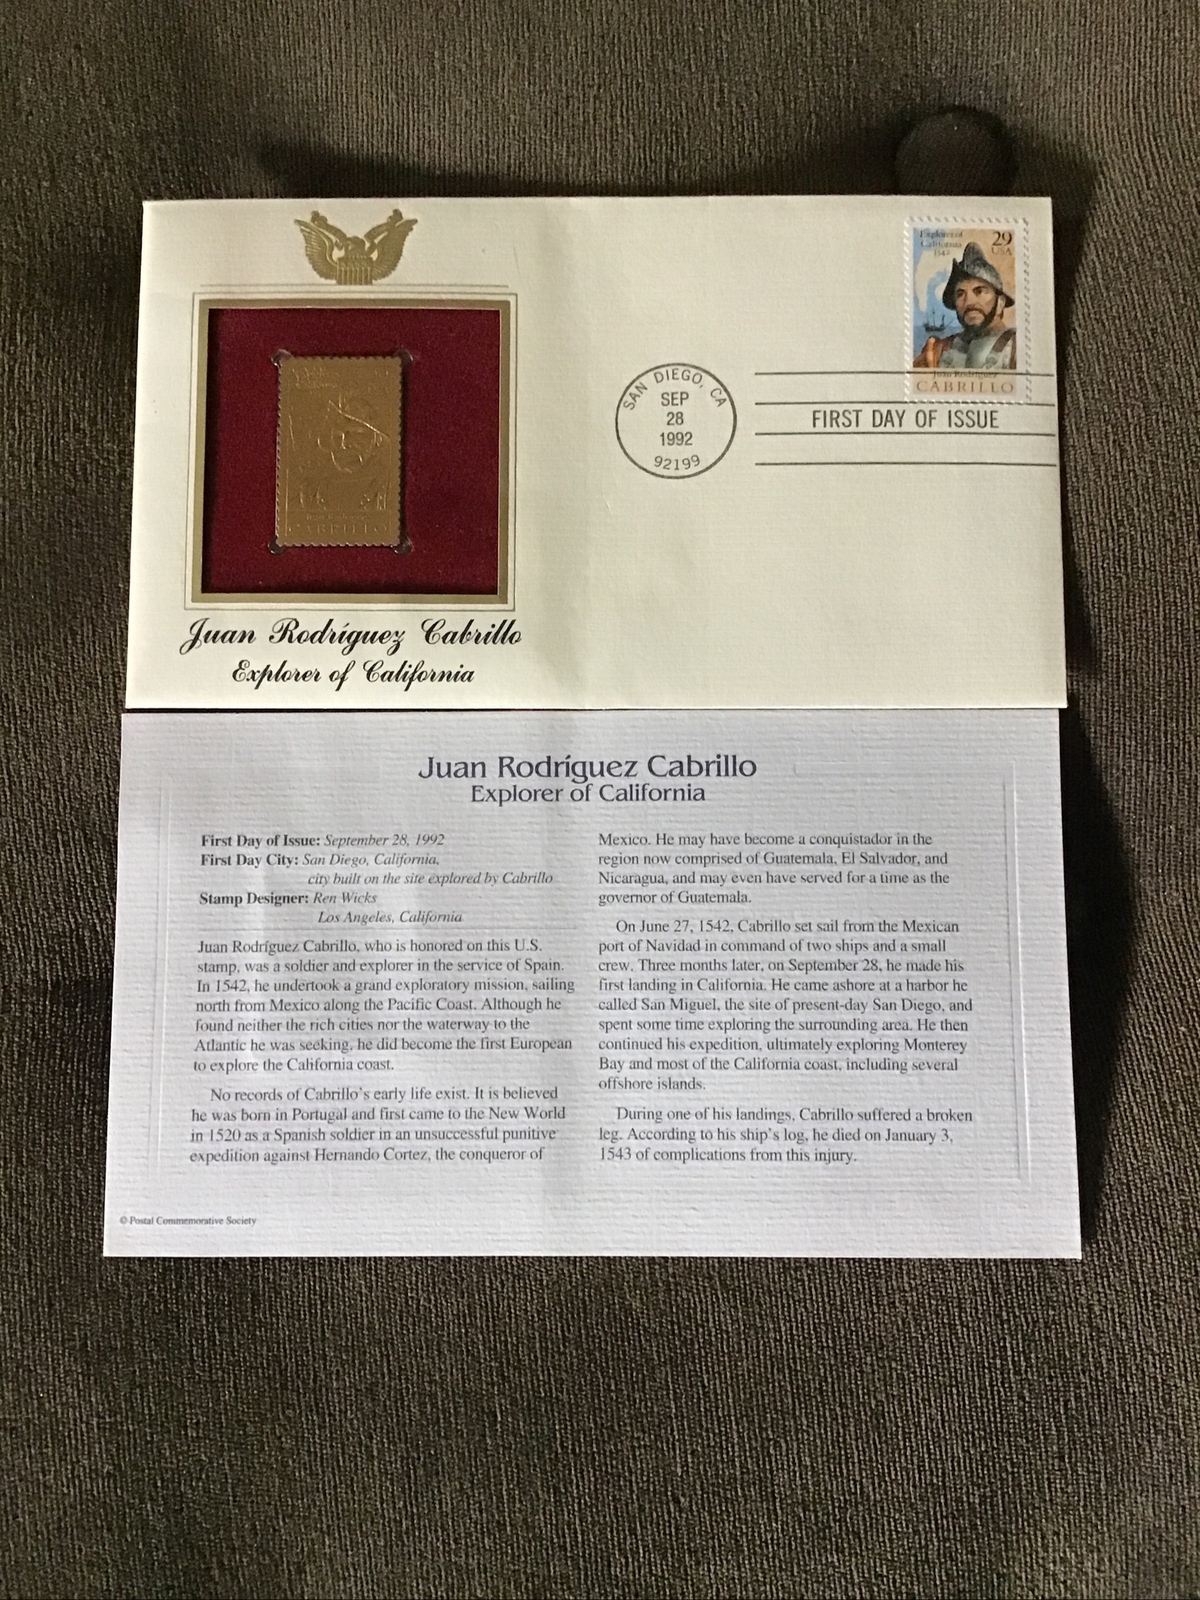 Explorer of
California
1542
29
USA
Juan Rodríguez
CABRILLO
SAN DIEGO, CA
SEP
28
1992
92199
FIRST DAY OF ISSUE
CABRILLO
Juan Rodríguez Cabrillo
Explorer of California
Juan Rodríguez Cabrillo
Explorer of California
First Day of Issue: September 28, 1992
First Day City: San Diego, California,
city built on the site explored by Cabrillo
Stamp Designer: Ren Wicks
Los Angeles, California
Juan Rodríguez Cabrillo, who is honored on this U.S.
stamp, was a soldier and explorer in the service of Spain.
In 1542, he undertook a grand exploratory mission, sailing
north from Mexico along the Pacific Coast. Although he
found neither the rich cities nor the waterway to the
Atlantic he was seeking, he did become the first European
to explore the California coast.
No records of Cabrillo's early life exist. It is believed
he was born in Portugal and first came to the New World
in 1520 as a Spanish soldier in an unsuccessful punitive
expedition against Hernando Cortez, the conqueror of
Mexico. He may have become a conquistador in the
region now comprised of Guatemala, El Salvador, and
Nicaragua, and may even have served for a time as the
governor of Guatemala.
On June 27, 1542, Cabrillo set sail from the Mexican
port of Navidad in command of two ships and a small
crew. Three months later, on September 28, he made his
first landing in California. He came ashore at a harbor he
called San Miguel, the site of present-day San Diego, and
spent some time exploring the surrounding area. He then
continued his expedition, ultimately exploring Monterey
Bay and most of the California coast, including several
offshore islands.
During one of his landings, Cabrillo suffered a broken
leg. According to his ship's log, he died on January 3,
1543 of complications from this injury.
© Postal Commemorative Society